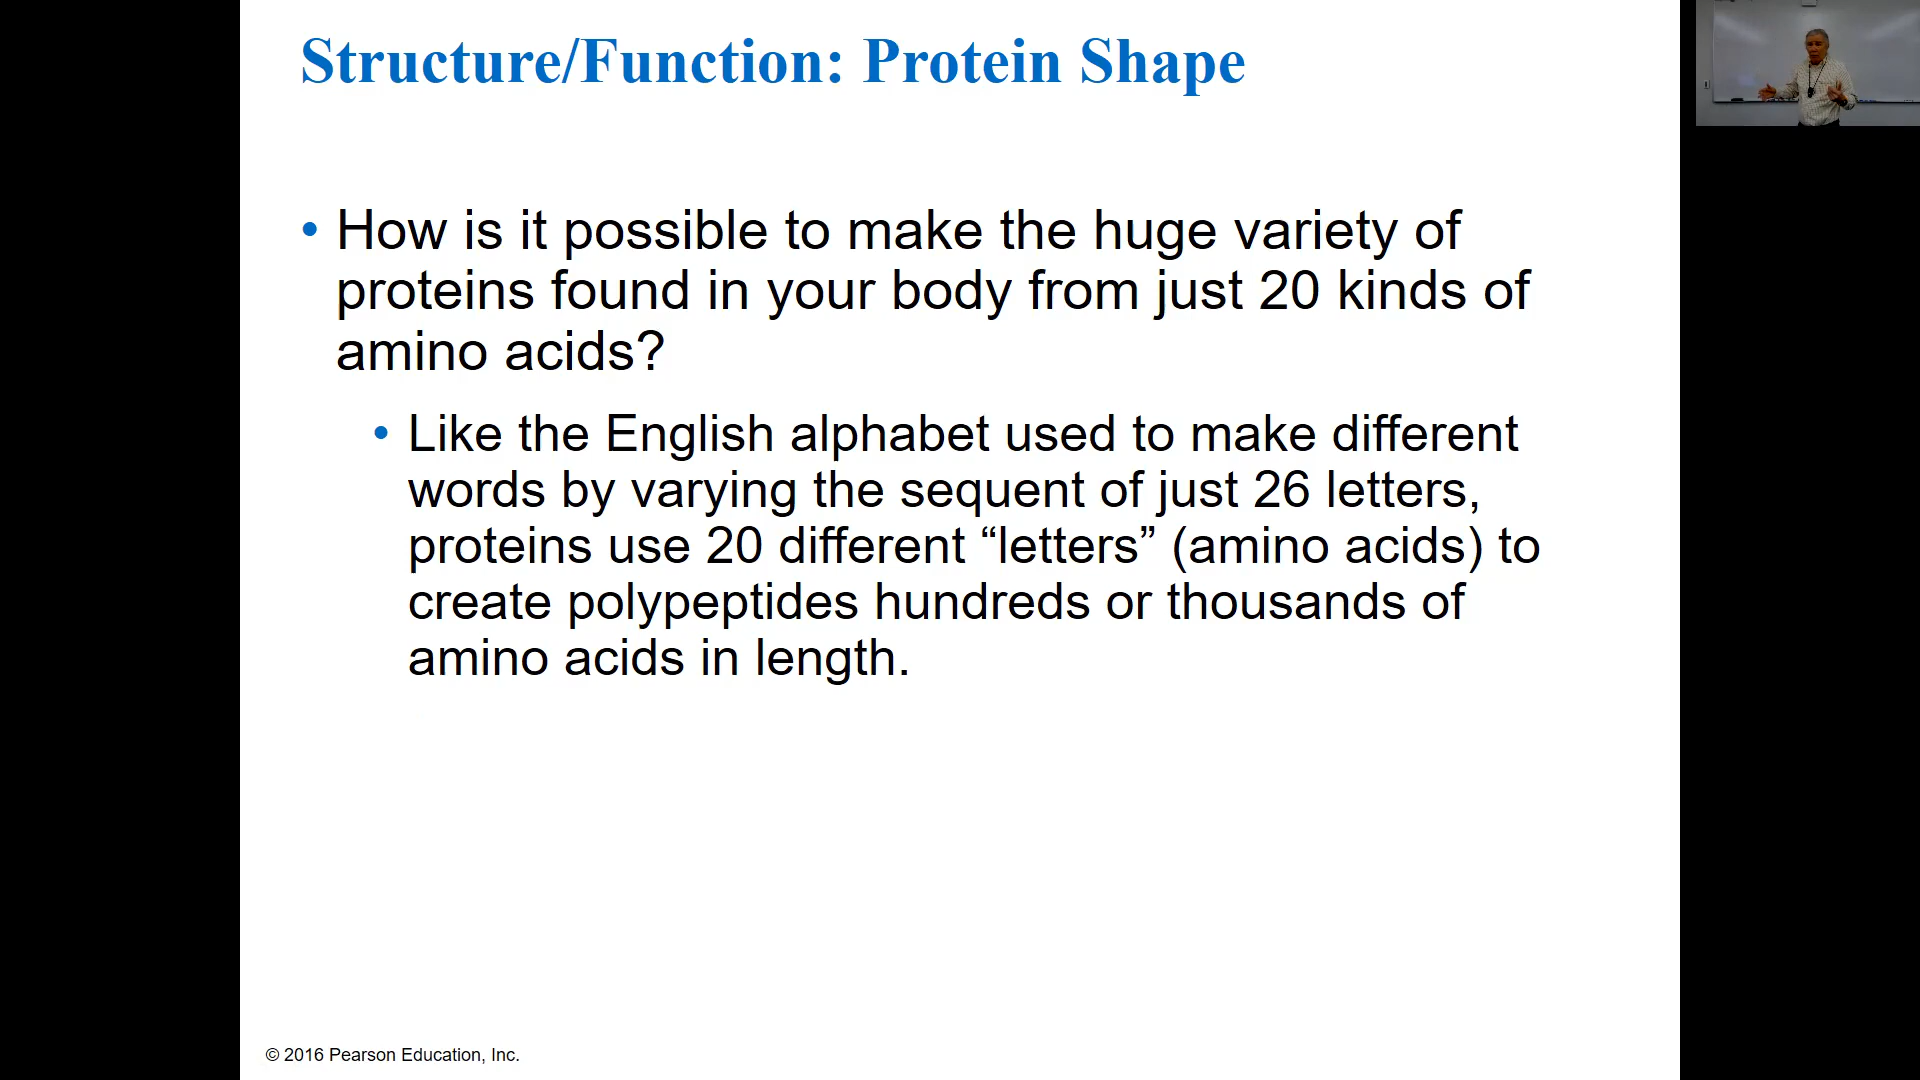 Structure/Function: Protein Shape
• How is it possible to make the huge variety of
proteins found in your body from just 20 kinds of
amino acids?
• Like the English alphabet used to make different
words by varying the sequent of just 26 letters,
proteins use 20 different “letters” (amino acids) to
create polypeptides hundreds or thousands of
amino acids in length.
© 2016 Pearson Education, Inc.